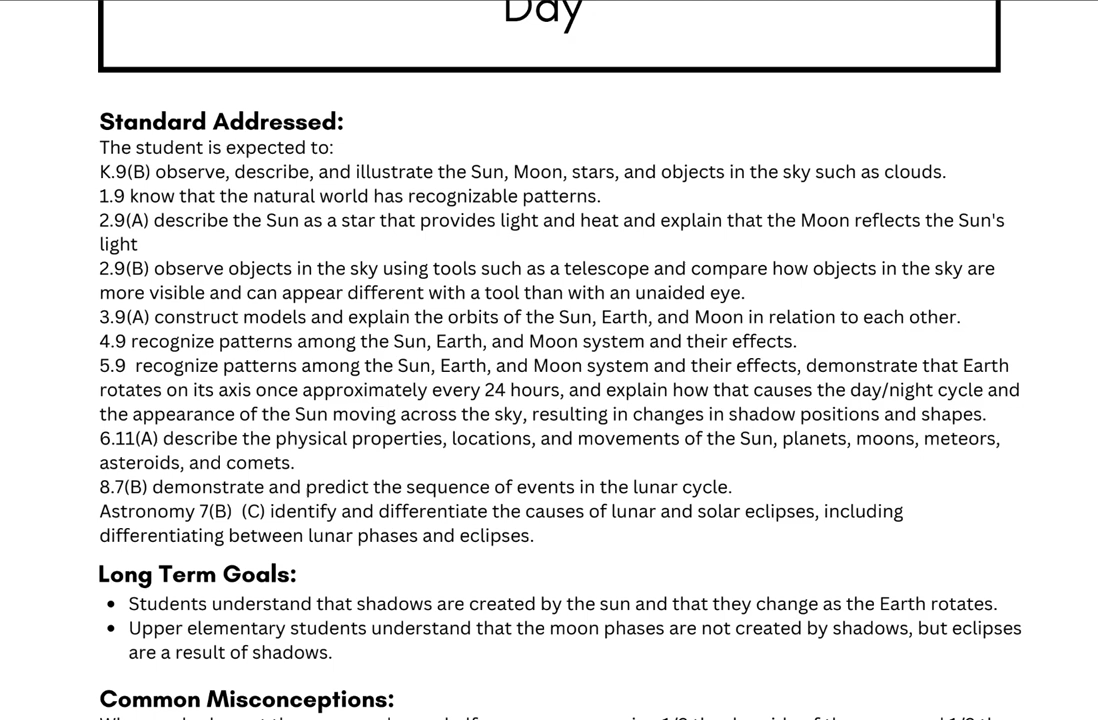 Day
Standard Addressed:
The student is expected to:
K.9(B) observe, describe, and illustrate the Sun, Moon, stars, and objects in the sky such as clouds.
1.9 know that the natural world has recognizable patterns.
2.9(A) describe the Sun as a star that provides light and heat and explain that the Moon reflects the Sun's
light
2.9(B) observe objects in the sky using tools such as a telescope and compare how objects in the sky are
more visible and can appear different with a tool than with an unaided eye.
3.9(A) construct models and explain the orbits of the Sun, Earth, and Moon in relation to each other.
4.9 recognize patterns among the Sun, Earth, and Moon system and their effects.
5.9  recognize patterns among the Sun, Earth, and Moon system and their effects, demonstrate that Earth
rotates on its axis once approximately every 24 hours, and explain how that causes the day/night cycle and
the appearance of the Sun moving across the sky, resulting in changes in shadow positions and shapes.
6.11(A) describe the physical properties, locations, and movements of the Sun, planets, moons, meteors,
asteroids, and comets.
8.7(B) demonstrate and predict the sequence of events in the lunar cycle.
Astronomy 7(B)  (C) identify and differentiate the causes of lunar and solar eclipses, including
differentiating between lunar phases and eclipses.
Long Term Goals:
• Students understand that shadows are created by the sun and that they change as the Earth rotates.
• Upper elementary students understand that the moon phases are not created by shadows, but eclipses
are a result of shadows.
Common Misconceptions: